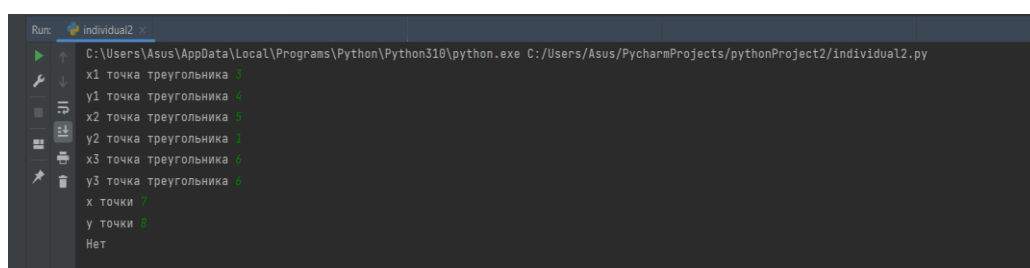 Run: individual2 ×
C:\Users\Asus\AppData\Local\Programs\Python\Python310\python.exe C:/Users/Asus/PycharmProjects/pythonProject2/individual2.py
x1 точка треугольника 3
y1 точка треугольника 4
x2 точка треугольника 5
y2 точка треугольника 1
x3 точка треугольника 6
y3 точка треугольника 6
x точки 7
y точки 8
Нет